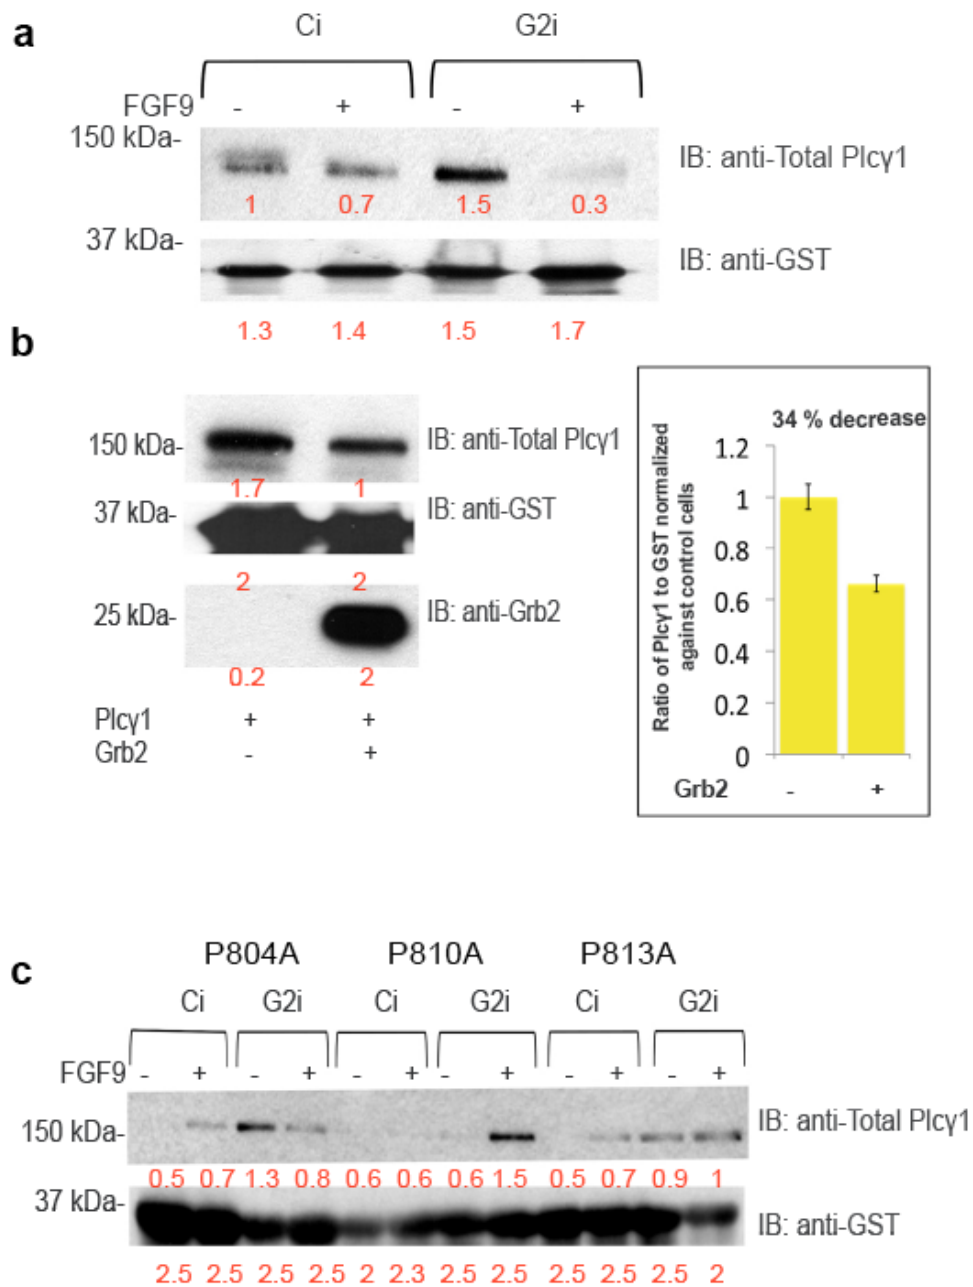 a
Ci G2i
FGF9 - + - +
150 kDa-
IB: anti-Total Plcγ1
1 0.7 1.5 0.3
37 kDa-
IB: anti-GST
1.3 1.4 1.5 1.7
b
150 kDa-
IB: anti-Total Plcγ1
1.7 1
37 kDa-
IB: anti-GST
2 2
25 kDa-
IB: anti-Grb2
0.2 2
Plcγ1 + +
Grb2 - +
34 % decrease
Ratio of Plcγ1 to GST normalized
against control cells
1.2
1
0.8
0.6
0.4
0.2
0
Grb2 - +
c
P804A P810A P813A
Ci G2i Ci G2i Ci G2i
FGF9 - + - + - + - + - + - +
150 kDa-
IB: anti-Total Plcγ1
0.5 0.7 1.3 0.8 0.6 0.6 0.6 1.5 0.5 0.7 0.9 1
37 kDa-
IB: anti-GST
2.5 2.5 2.5 2.5 2 2.3 2.5 2.5 2.5 2.5 2.5 2